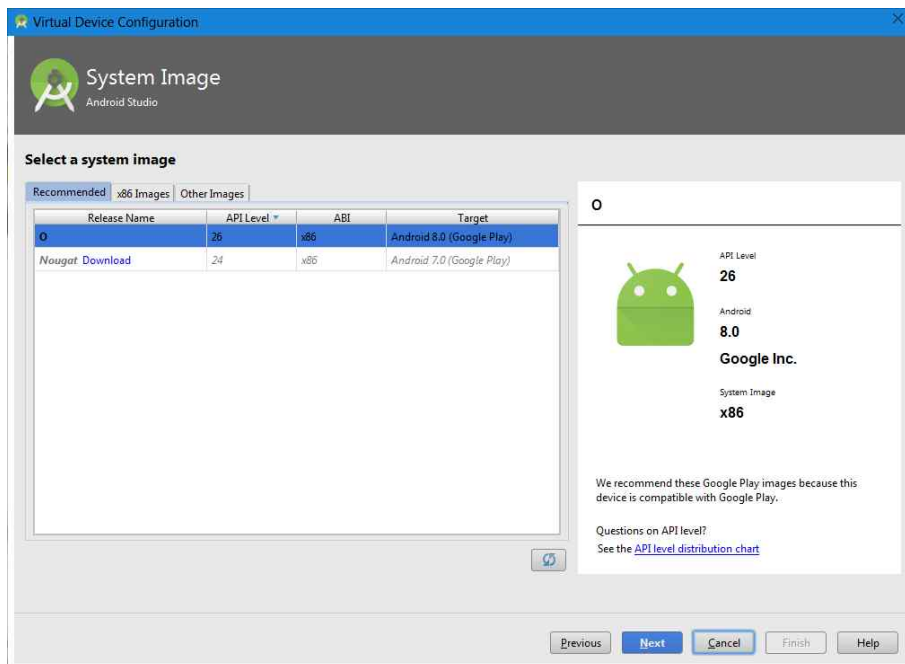 Virtual Device Configuration
System Image
Android Studio
Select a system image
Recommended x86 Images Other Images
Release Name API Level ABI Target
O 26 x86 Android 8.0 (Google Play)
Nougat Download 24 x86 Android 7.0 (Google Play)
O
API Level
26
Android
8.0
Google Inc.
System Image
x86
We recommend these Google Play images because this
device is compatible with Google Play.
Questions on API level?
See the API level distribution chart
Previous Next Cancel Finish Help